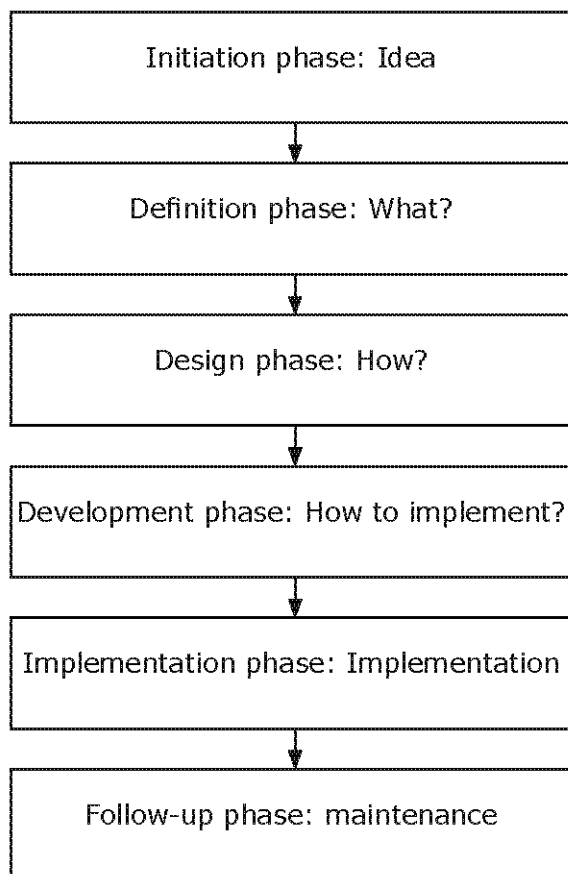 Initiation phase: Idea
Definition phase: What?
Design phase: How?
Development phase: How to implement?
Implementation phase: Implementation
Follow-up phase: maintenance